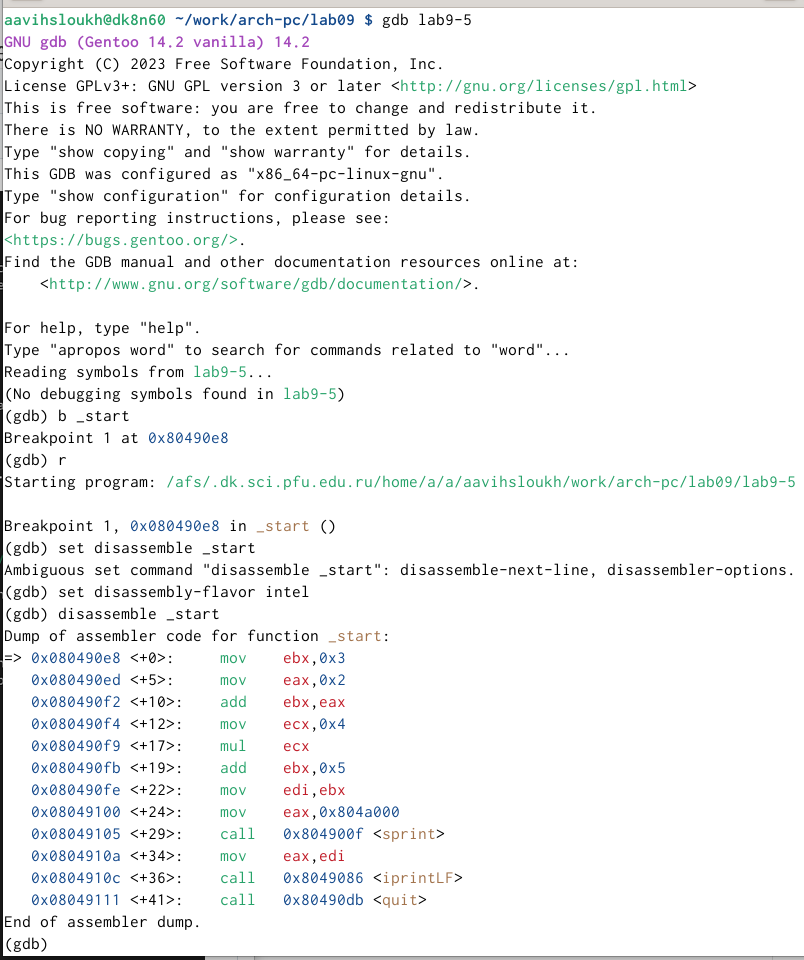 aavihsloukh@dk8n60 ~/work/arch-pc/lab09 $ gdb lab9-5
GNU gdb (Gentoo 14.2 vanilla) 14.2
Copyright (C) 2023 Free Software Foundation, Inc.
License GPLv3+: GNU GPL version 3 or later <http://gnu.org/licenses/gpl.html>
This is free software: you are free to change and redistribute it.
There is NO WARRANTY, to the extent permitted by law.
Type "show copying" and "show warranty" for details.
This GDB was configured as "x86_64-pc-linux-gnu".
Type "show configuration" for configuration details.
For bug reporting instructions, please see:
<https://bugs.gentoo.org/>.
Find the GDB manual and other documentation resources online at:
    <http://www.gnu.org/software/gdb/documentation/>.

For help, type "help".
Type "apropos word" to search for commands related to "word"...
Reading symbols from lab9-5...
(No debugging symbols found in lab9-5)
(gdb) b _start
Breakpoint 1 at 0x80490e8
(gdb) r
Starting program: /afs/.dk.sci.pfu.edu.ru/home/a/a/aavihsloukh/work/arch-pc/lab09/lab9-5

Breakpoint 1, 0x080490e8 in _start ()
(gdb) set disassemble _start
Ambiguous set command "disassemble _start": disassemble-next-line, disassembler-options.
(gdb) set disassembly-flavor intel
(gdb) disassemble _start
Dump of assembler code for function _start:
=> 0x080490e8 <+0>:     mov    ebx,0x3
   0x080490ed <+5>:     mov    eax,0x2
   0x080490f2 <+10>:    add    ebx,eax
   0x080490f4 <+12>:    mov    ecx,0x4
   0x080490f9 <+17>:    mul    ecx
   0x080490fb <+19>:    add    ebx,0x5
   0x080490fe <+22>:    mov    edi,ebx
   0x08049100 <+24>:    mov    eax,0x804a000
   0x08049105 <+29>:    call   0x804900f <sprint>
   0x0804910a <+34>:    mov    eax,edi
   0x0804910c <+36>:    call   0x8049086 <iprintLF>
   0x08049111 <+41>:    call   0x80490db <quit>
End of assembler dump.
(gdb)